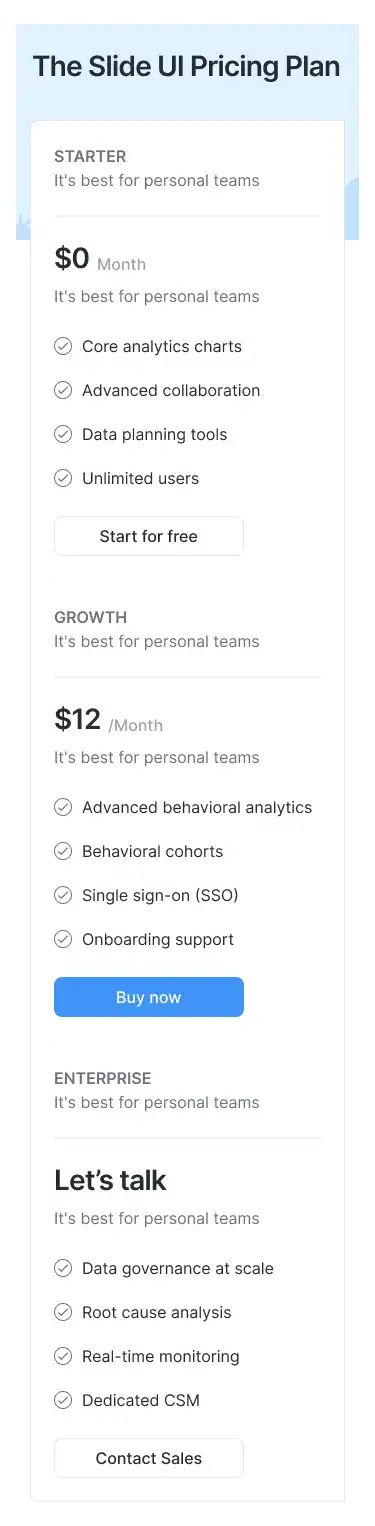 The Slide UI Pricing Plan
STARTER
It's best for personal teams
$0 Month
It's best for personal teams
Core analytics charts
Advanced collaboration
Data planning tools
Unlimited users
Start for free
GROWTH
It's best for personal teams
$12 /Month
It's best for personal teams
Advanced behavioral analytics
Behavioral cohorts
Single sign-on (SSO)
Onboarding support
Buy now
ENTERPRISE
It's best for personal teams
Let’s talk
It's best for personal teams
Data governance at scale
Root cause analysis
Real-time monitoring
Dedicated CSM
Contact Sales